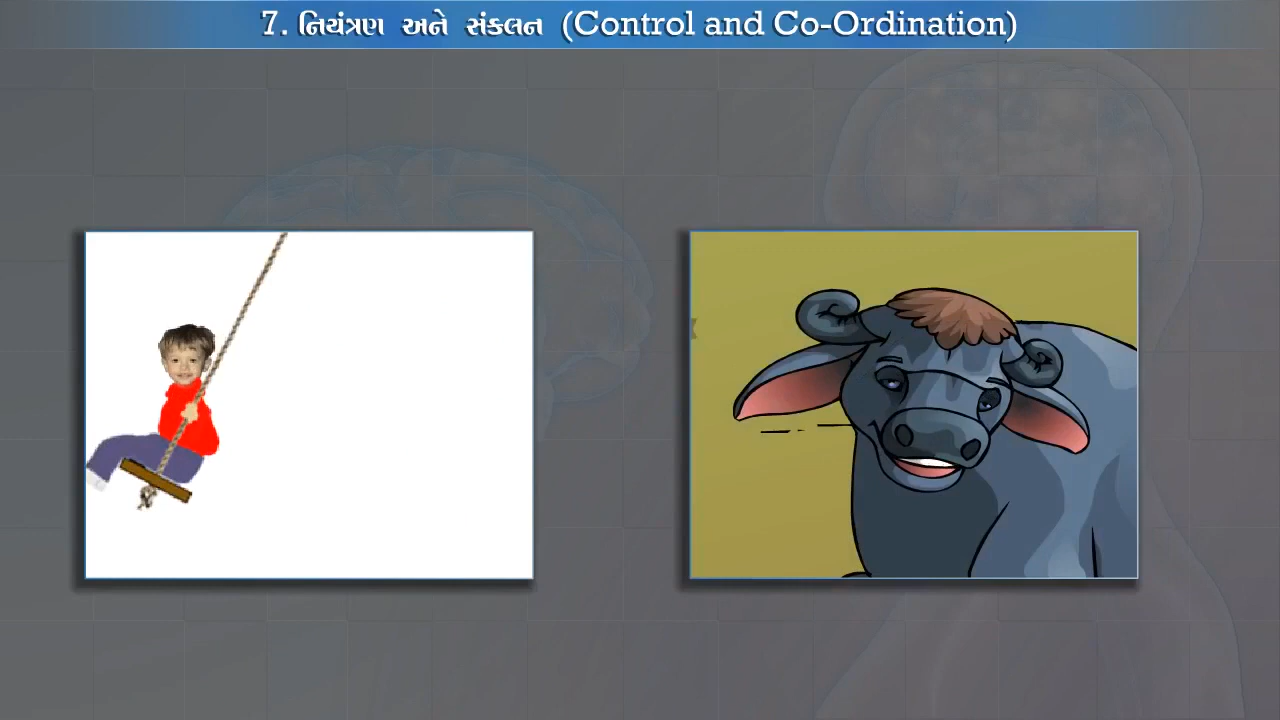 7. નિયંત્રણ અને સંકલન (Control and Co-Ordination)